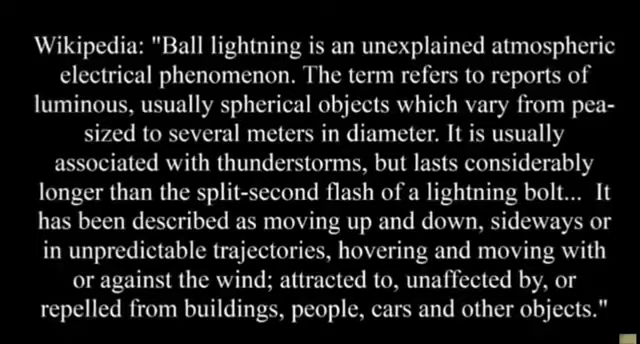 Wikipedia: "Ball lightning is an unexplained atmospheric
electrical phenomenon. The term refers to reports of
luminous, usually spherical objects which vary from pea-
sized to several meters in diameter. It is usually
associated with thunderstorms, but lasts considerably
longer than the split-second flash of a lightning bolt... It
has been described as moving up and down, sideways or
in unpredictable trajectories, hovering and moving with
or against the wind; attracted to, unaffected by, or
repelled from buildings, people, cars and other objects."